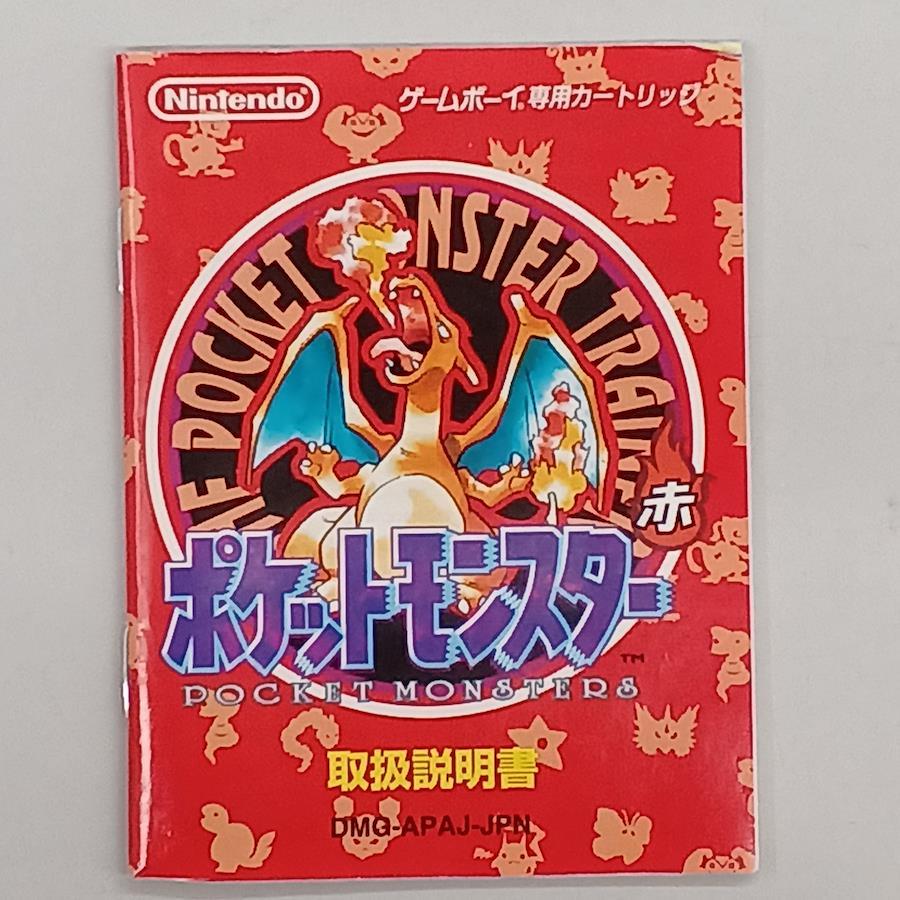 Nintendo®
ゲームボーイ®専用カートリッジ
OF POCKET MONSTER TRAINER
赤
ポケットモンスター
TM
POCKET MONSTERS
取扱説明書
DMG-APAJ-JPN